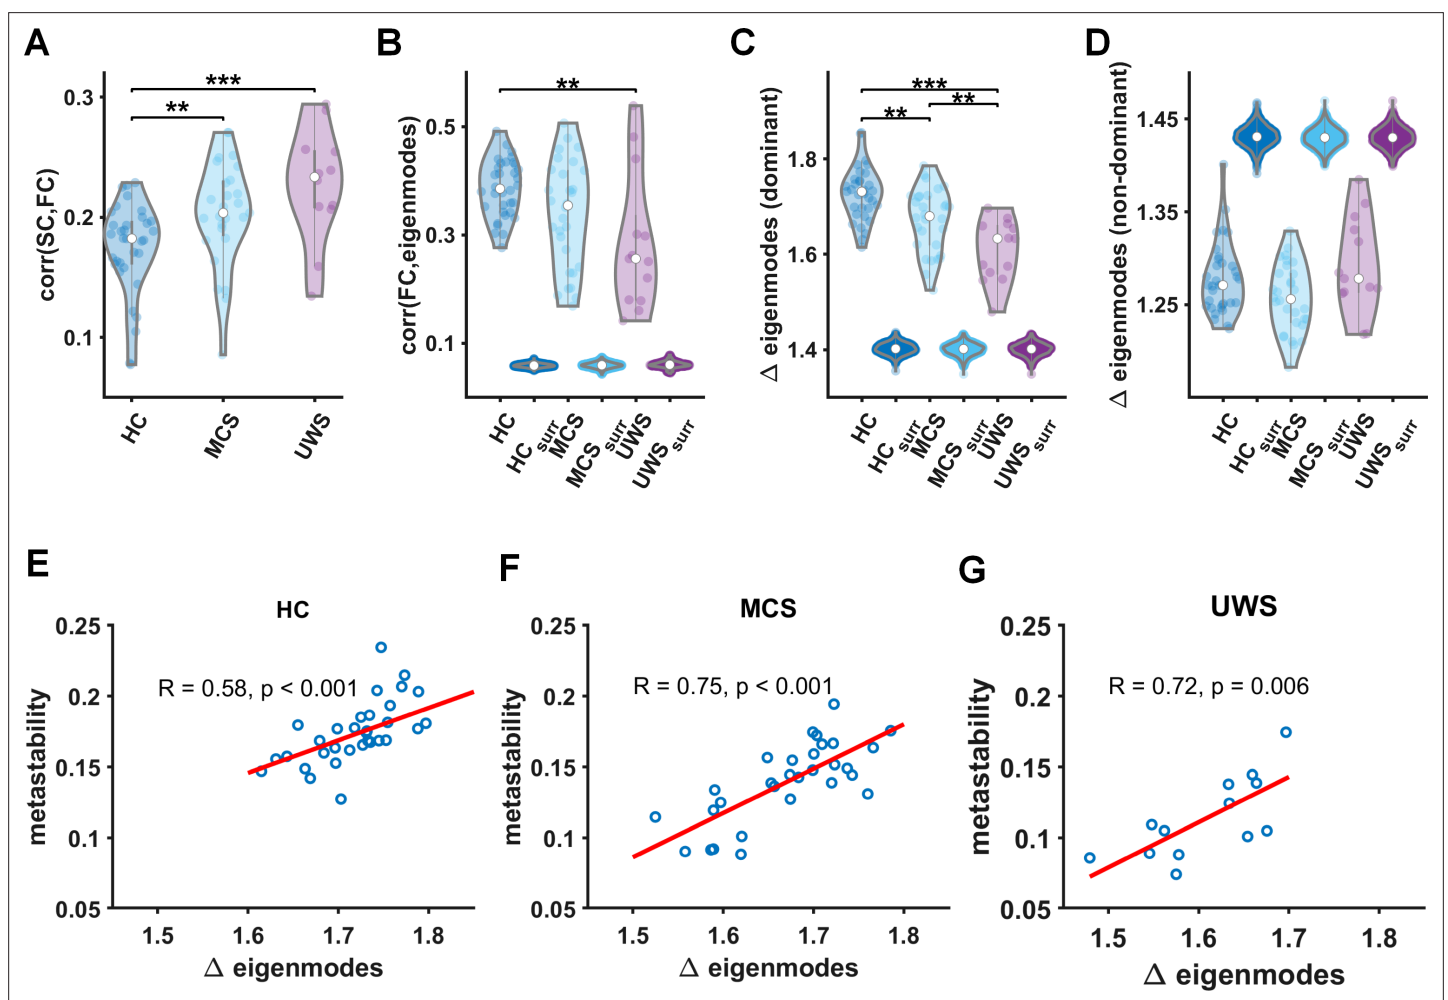 A
B
C
D
corr(SC,FC)
0.3
0.2
0.1
***
**
HC
MCS
UWS
corr(FC,eigenmodes)
0.5
0.3
0.1
**
HC
HC surr
MCS
MCS surr
UWS
UWS surr
Δ eigenmodes (dominant)
1.8
1.6
1.4
***
**
**
HC
HC surr
MCS
MCS surr
UWS
UWS surr
Δ eigenmodes (non-dominant)
1.45
1.35
1.25
HC
HC surr
MCS
MCS surr
UWS
UWS surr
E
HC
R = 0.58, p < 0.001
metastability
0.25
0.2
0.15
0.1
0.05
1.5 1.6 1.7 1.8
Δ eigenmodes
F
MCS
R = 0.75, p < 0.001
metastability
0.25
0.2
0.15
0.1
0.05
1.5 1.6 1.7 1.8
Δ eigenmodes
G
UWS
R = 0.72, p = 0.006
metastability
0.25
0.2
0.15
0.1
0.05
1.5 1.6 1.7 1.8
Δ eigenmodes